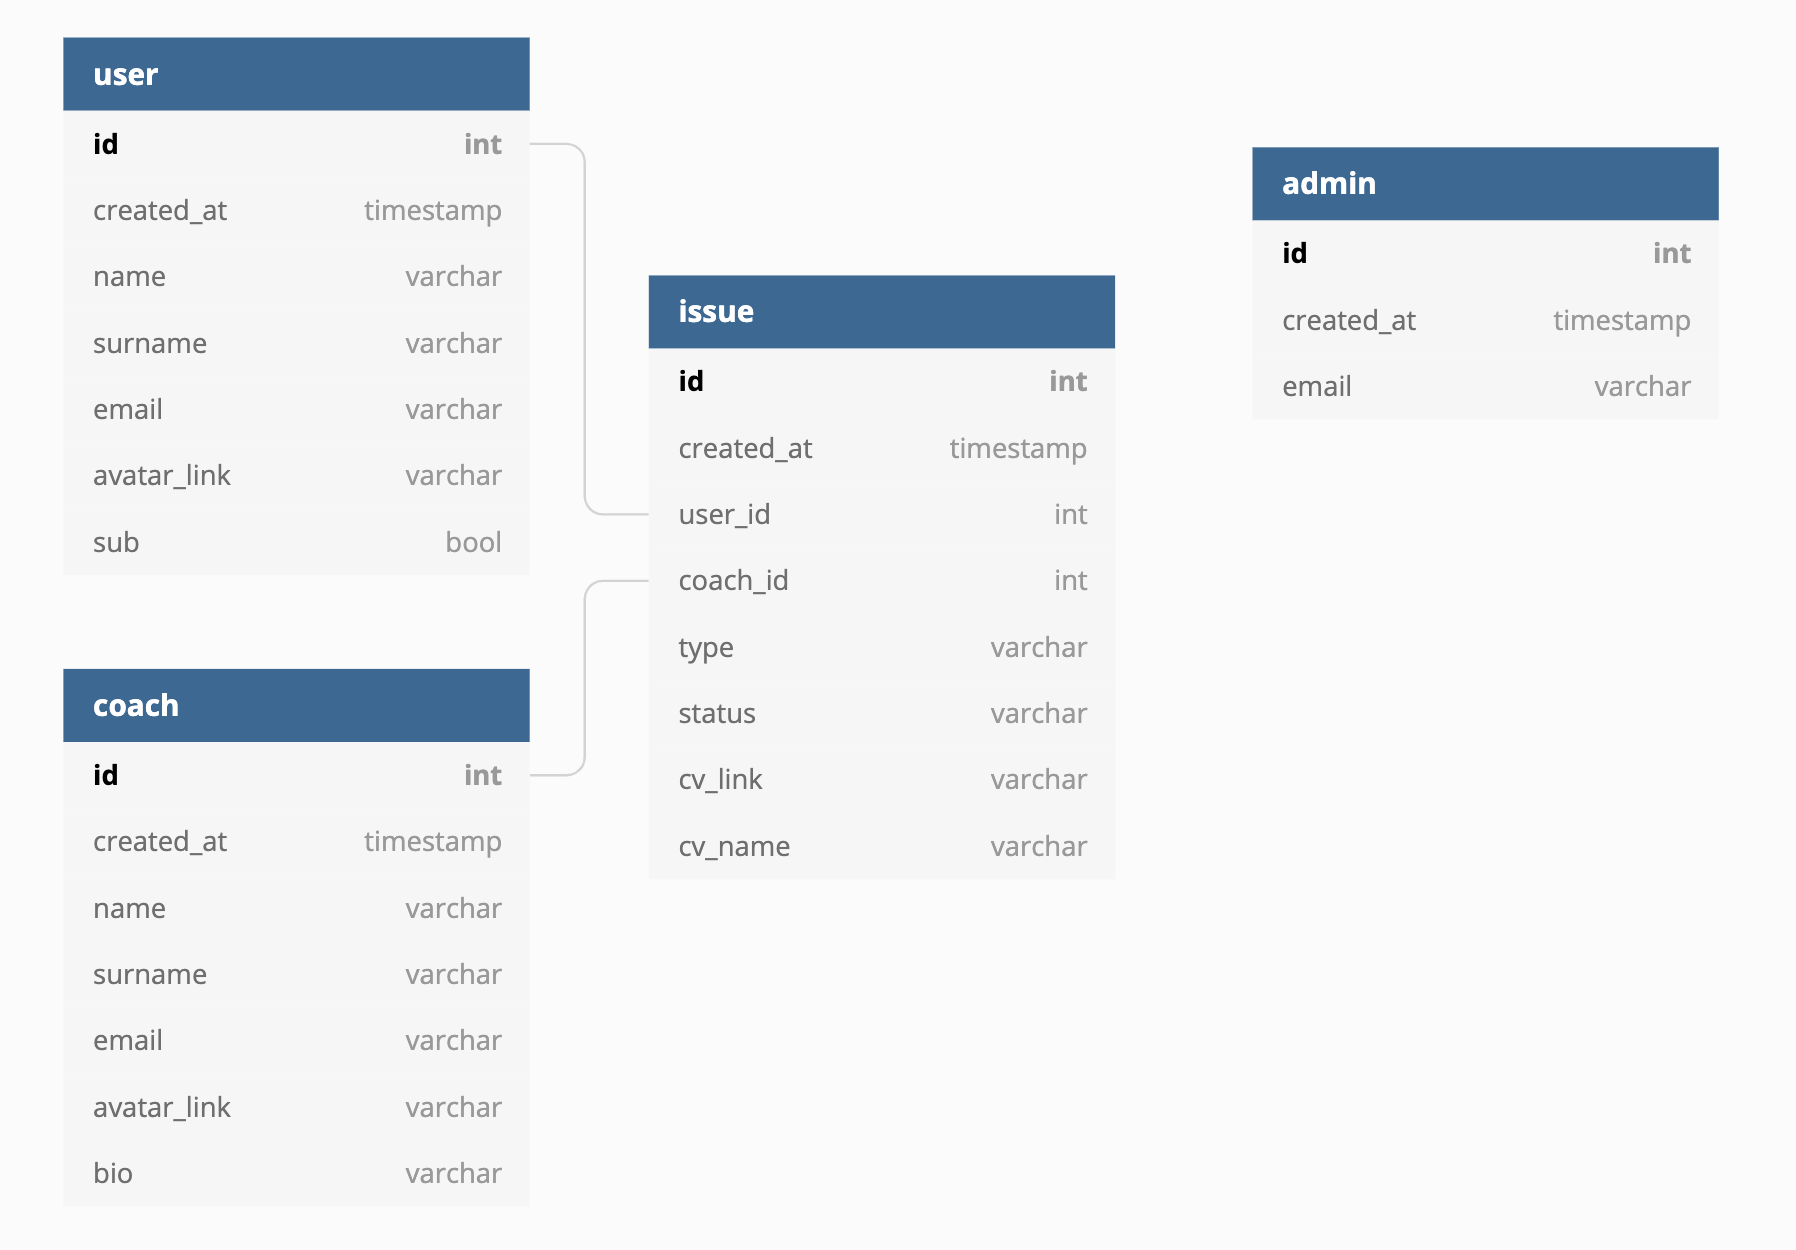 user
id int
created_at timestamp
name varchar
surname varchar
email varchar
avatar_link varchar
sub bool
coach
id int
created_at timestamp
name varchar
surname varchar
email varchar
avatar_link varchar
bio varchar
issue
id int
created_at timestamp
user_id int
coach_id int
type varchar
status varchar
cv_link varchar
cv_name varchar
admin
id int
created_at timestamp
email varchar